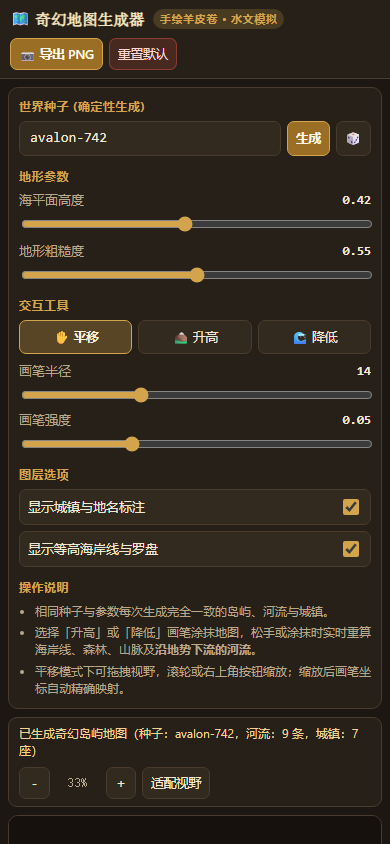 奇幻地图生成器 手绘羊皮卷 • 水文模拟
导出 PNG 重置默认
世界种子 (确定性生成)
avalon-742 生成
地形参数
海平面高度 0.42
地形粗糙度 0.55
交互工具
平移 升高 降低
画笔半径 14
画笔强度 0.05
图层选项
显示城镇与地名标注
显示等高海岸线与罗盘
操作说明
• 相同种子与参数每次生成完全一致的岛屿、河流与城镇。
• 选择「升高」或「降低」画笔涂抹地图，松手或涂抹时实时重算
海岸线、森林、山脉及沿地势下流的河流。
• 平移模式下可拖拽视野，滚轮或右上角按钮缩放；缩放后画笔坐
标自动精确映射。
已生成奇幻岛屿地图（种子：avalon-742，河流：9 条，城镇：7
座）
- 33% + 适配视野